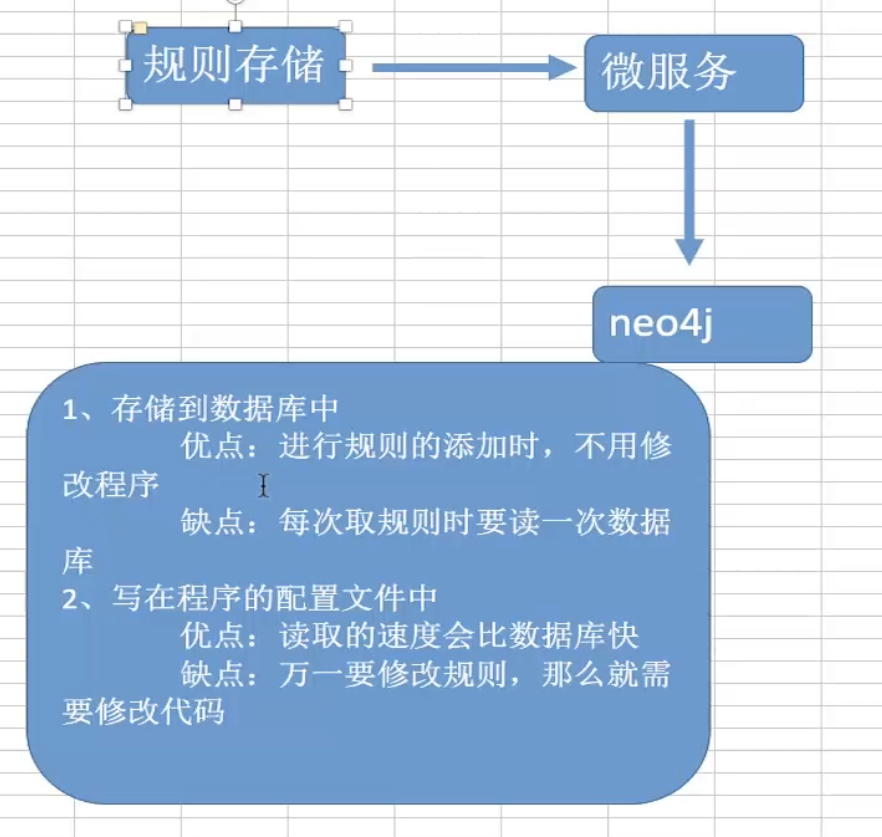 规则存储
微服务
neo4j
1、存储到数据库中
优点：进行规则的添加时，不用修
改程序
缺点：每次取规则时要读一次数据
库
2、写在程序的配置文件中
优点：读取的速度会比数据库快
缺点：万一要修改规则，那么就需
要修改代码